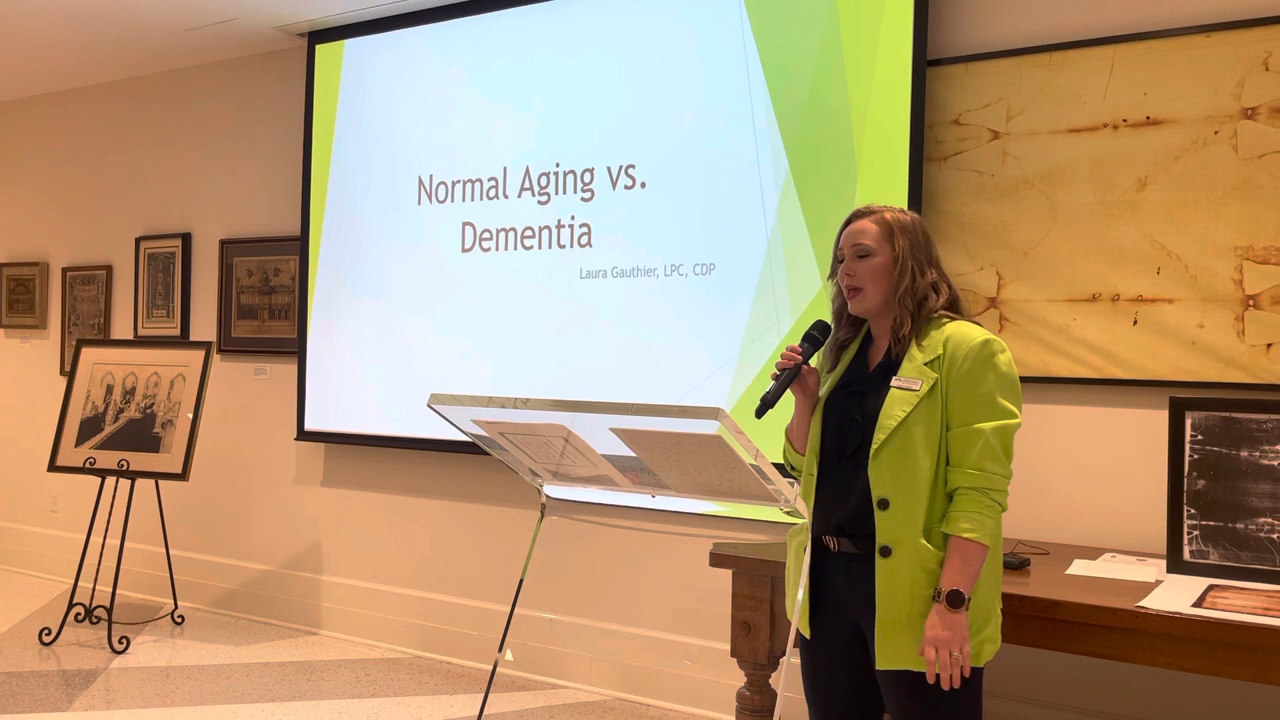 Normal Aging vs.
Dementia
Laura Gauthier, LPC, CDP